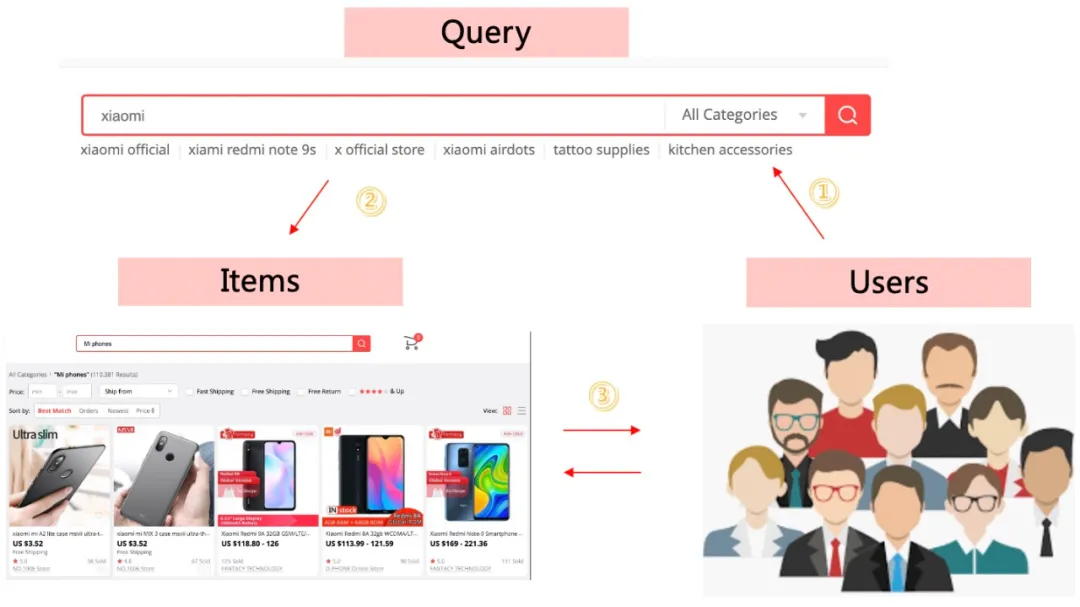 Query
xiaomi All Categories
xiaomi official xiami redmi note 9s x official store xiaomi airdots tattoo supplies kitchen accessories
② ①
Items Users
Mi phones
All Categories "Mi phones" (110,381 Results)
Price: min - max Ship from Fast Shipping Free Shipping Free Return & Up
Sort by: Best Match Orders Newest Price View:
③
Ultra slim
In stock
xiaomi mi A2 lite case movil ultra-t... xiaomi mi MIX 3 case movil ultra-th... Xiaomi Redmi 9A 32GB GSM/LTE/... Xiaomi Redmi 8A 32gb WCDMA/LT... Xiaomi Redmi Note 9 Smartphone...
US $3.52 US $3.52 US $118.80 - 126 US $113.99 - 121.59 US $169 - 221.36
Free Shipping Free Shipping
5.0 98 Sold 4.8 67 Sold 125 Sold 5.0 90 Sold 5.0 111 Sold
NO.1006 Store NO.1006 Store FANTACY TECHNOLOGY D-PHONE Online Store FANTACY TECHNOLOGY